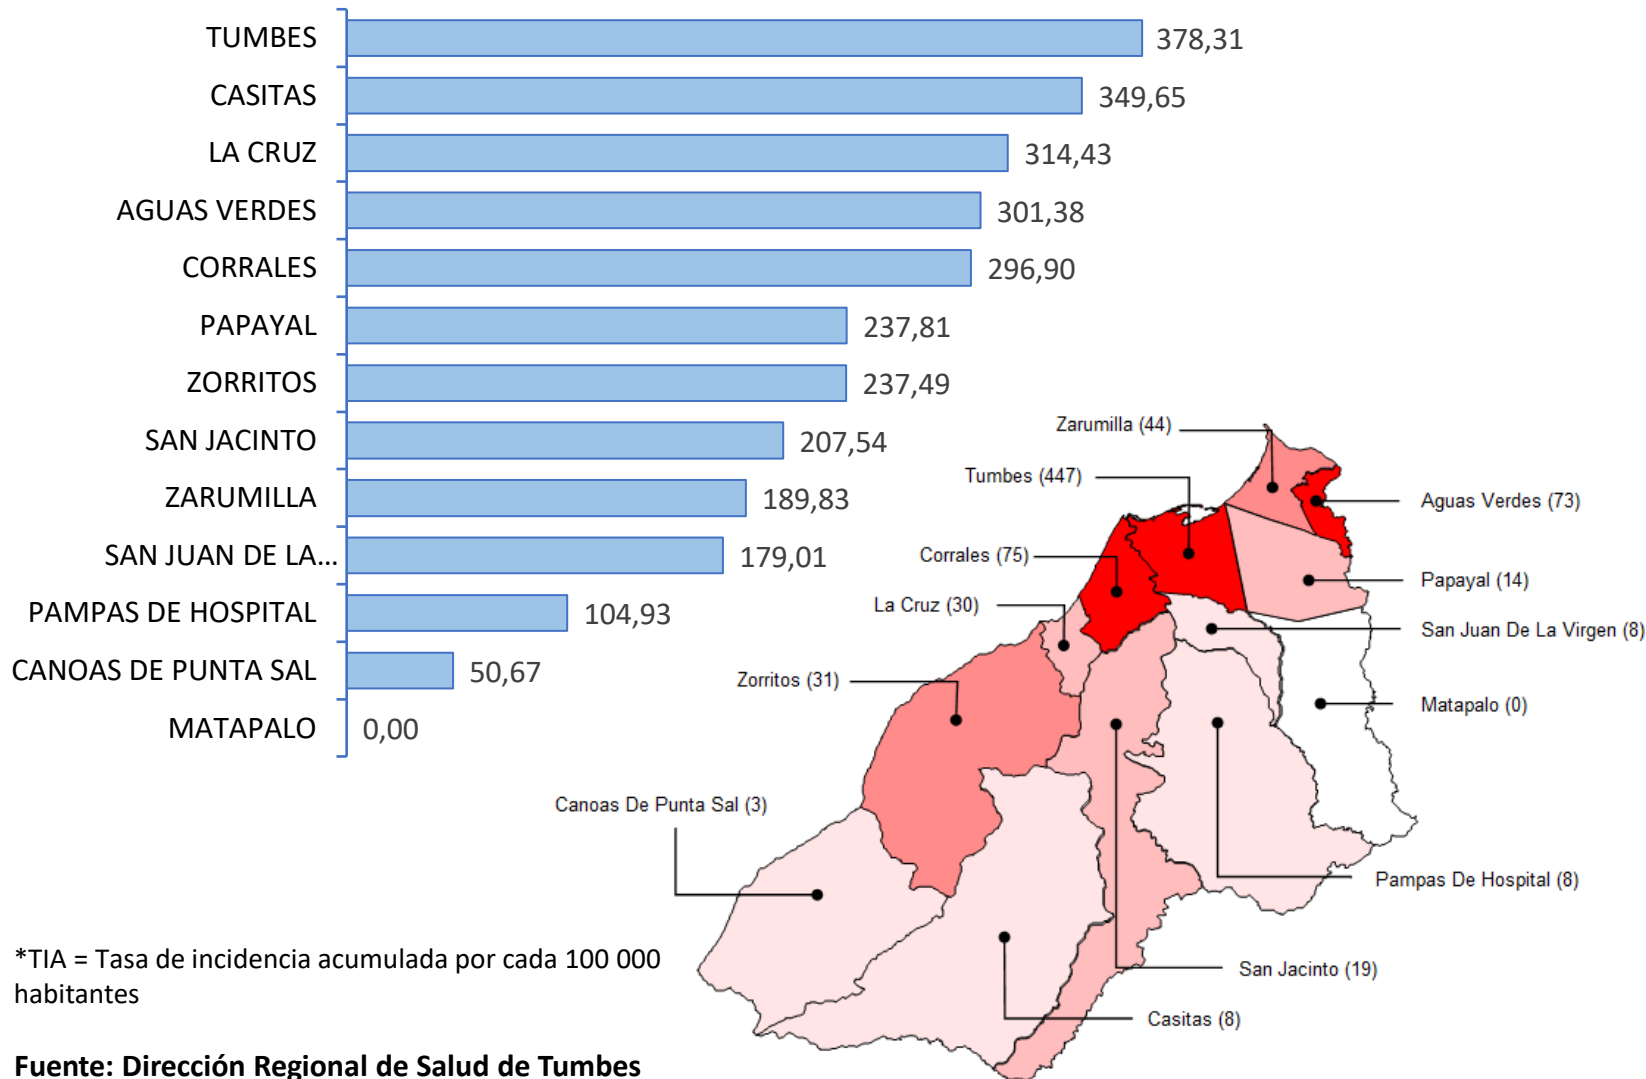 TUMBES 378,31
CASITAS 349,65
LA CRUZ 314,43
AGUAS VERDES 301,38
CORRALES 296,90
PAPAYAL 237,81
ZORRITOS 237,49
SAN JACINTO 207,54
ZARUMILLA 189,83
SAN JUAN DE LA... 179,01
PAMPAS DE HOSPITAL 104,93
CANOAS DE PUNTA SAL 50,67
MATAPALO 0,00
Zarumilla (44)
Tumbes (447)
Aguas Verdes (73)
Corrales (75)
Papayal (14)
La Cruz (30)
San Juan De La Virgen (8)
Zorritos (31)
Matapalo (0)
Canoas De Punta Sal (3)
Pampas De Hospital (8)
San Jacinto (19)
Casitas (8)
*TIA = Tasa de incidencia acumulada por cada 100 000
habitantes
Fuente: Dirección Regional de Salud de Tumbes